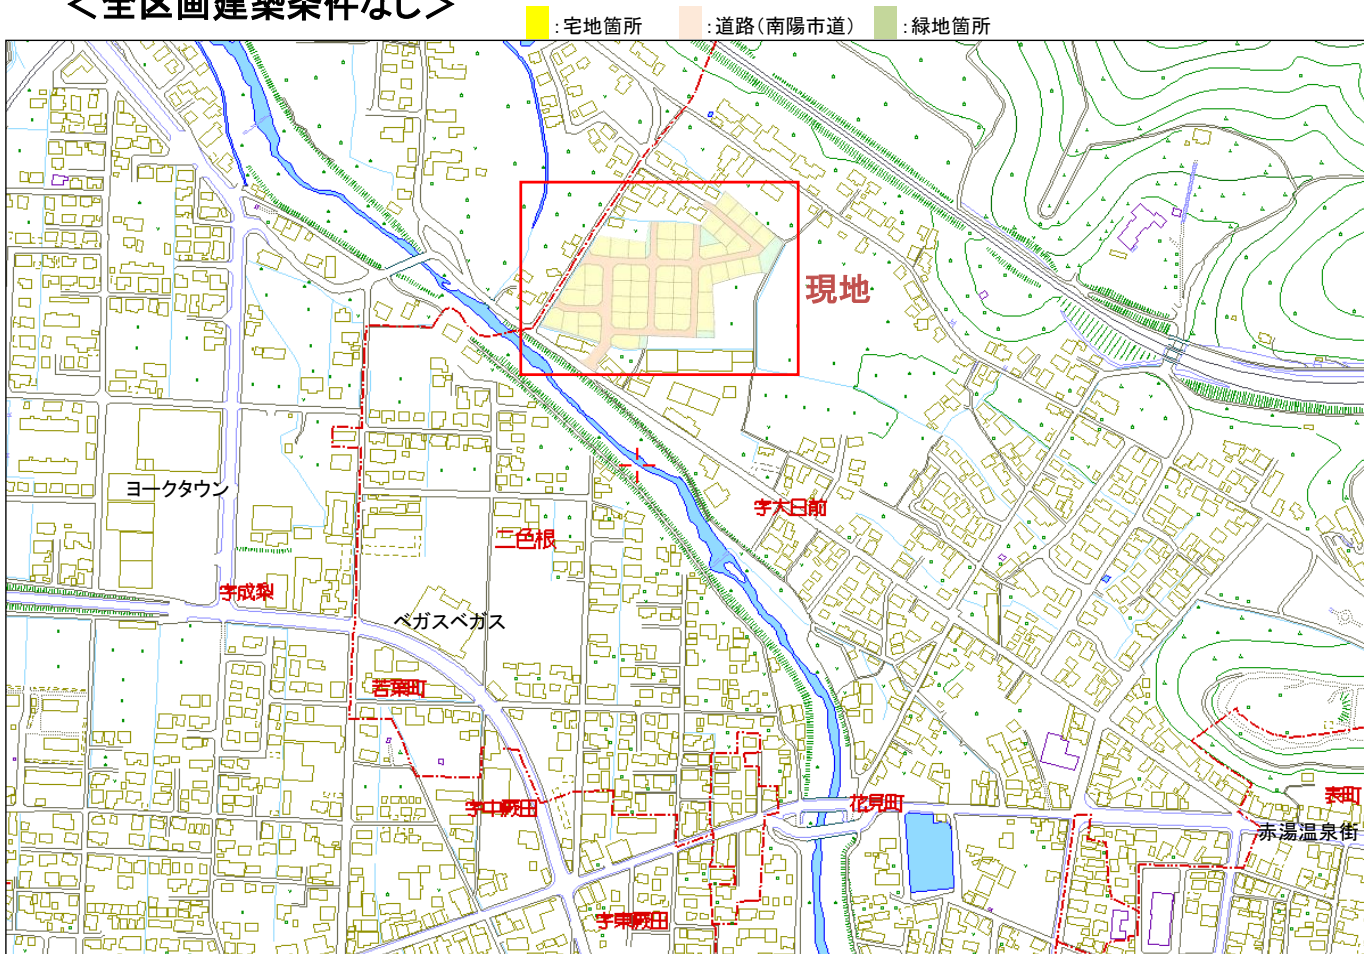 ＜全区画建築条件なし＞
：宅地箇所　：道路（南陽市道）　：緑地箇所
現地
ヨークタウン
字大日前
二色根
字成梨
ベガスベガス
若葉町
字中蕨田
花見町
表町
赤湯温泉街
字東蕨田